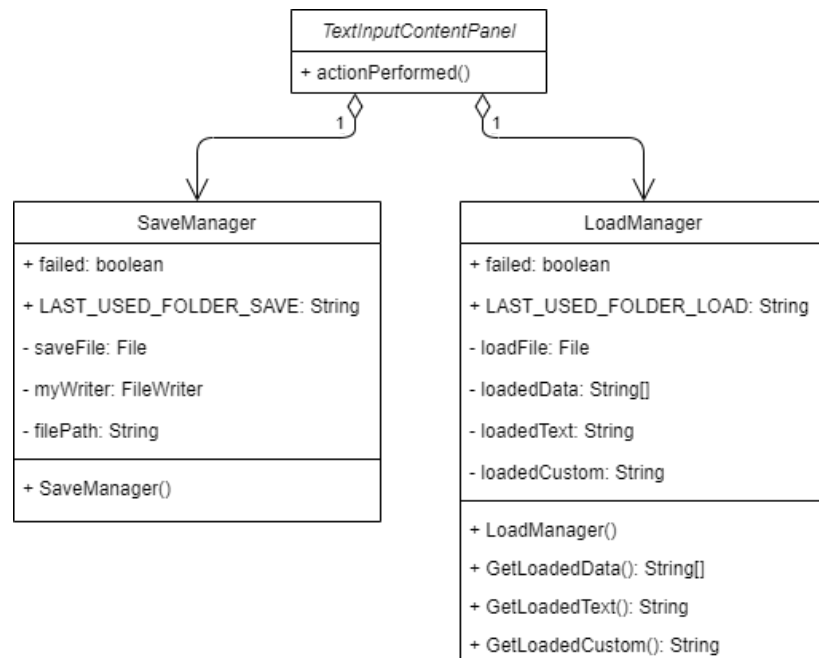 TextInputContentPanel
+ actionPerformed()
1
1
SaveManager
+ failed: boolean
+ LAST_USED_FOLDER_SAVE: String
- saveFile: File
- myWriter: FileWriter
- filePath: String
+ SaveManager()
LoadManager
+ failed: boolean
+ LAST_USED_FOLDER_LOAD: String
- loadFile: File
- loadedData: String[]
- loadedText: String
- loadedCustom: String
+ LoadManager()
+ GetLoadedData(): String[]
+ GetLoadedText(): String
+ GetLoadedCustom(): String